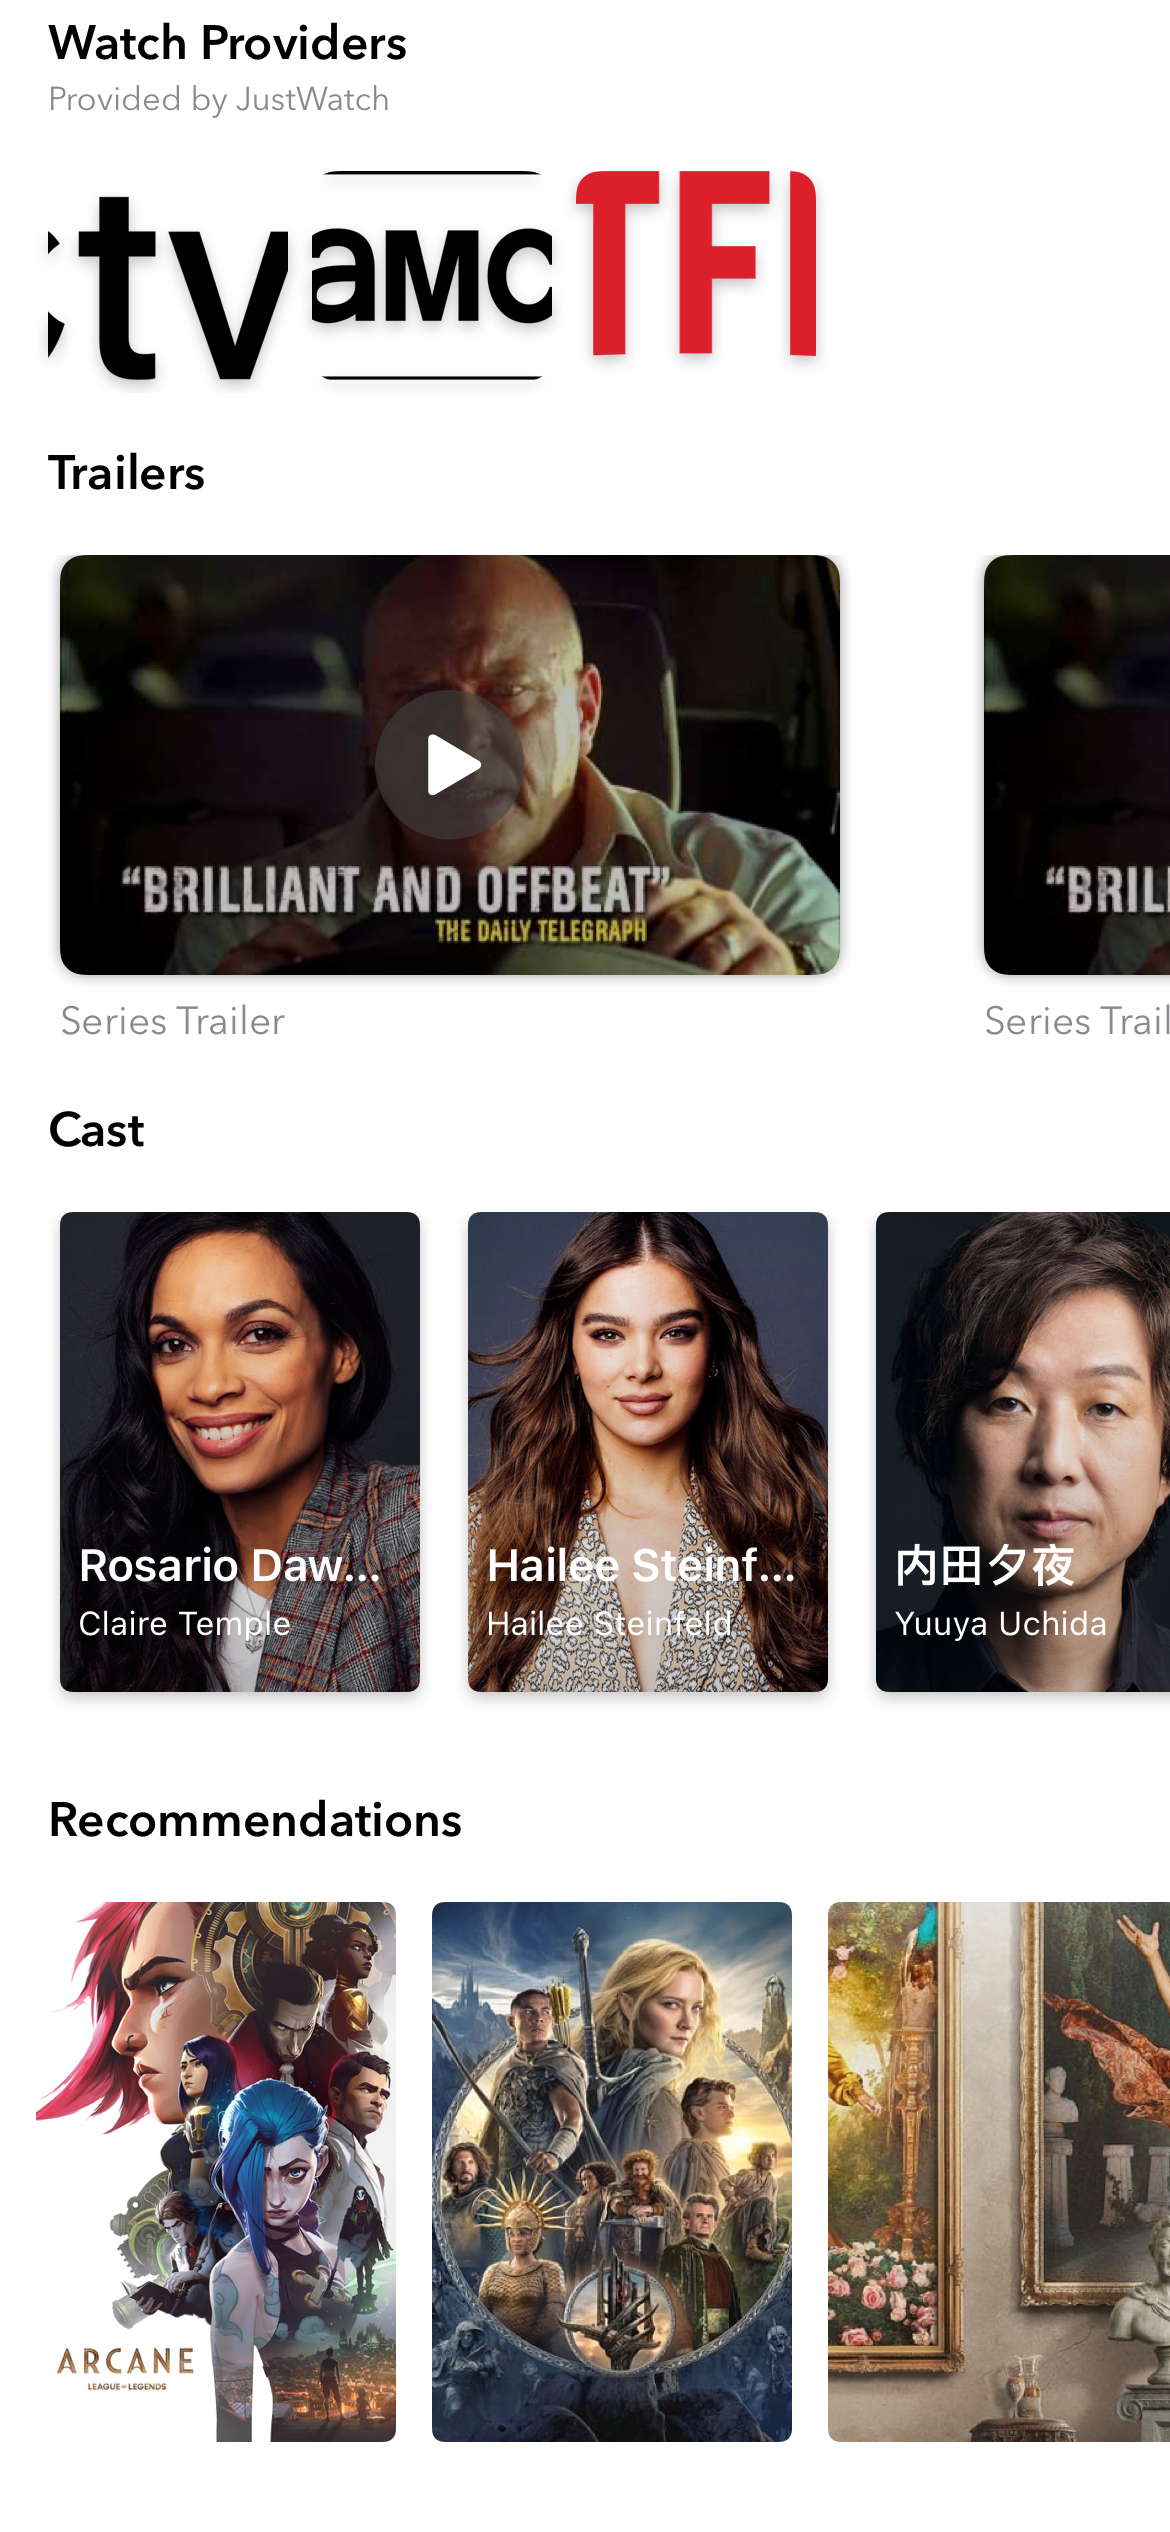 Watch Providers
Provided by JustWatch
tv
aMC
TF
Trailers
“BRILLIANT AND OFFBEAT”
THE DAiLY TELEGRAPH
“BRIL
Series Trailer
Series Trail
Cast
Rosario Daw...
Claire Temple
Hailee Steinf...
Hailee Steinfeld
内田夕夜
Yuuya Uchida
Recommendations
ARCANE
LEAGUE OF LEGENDS